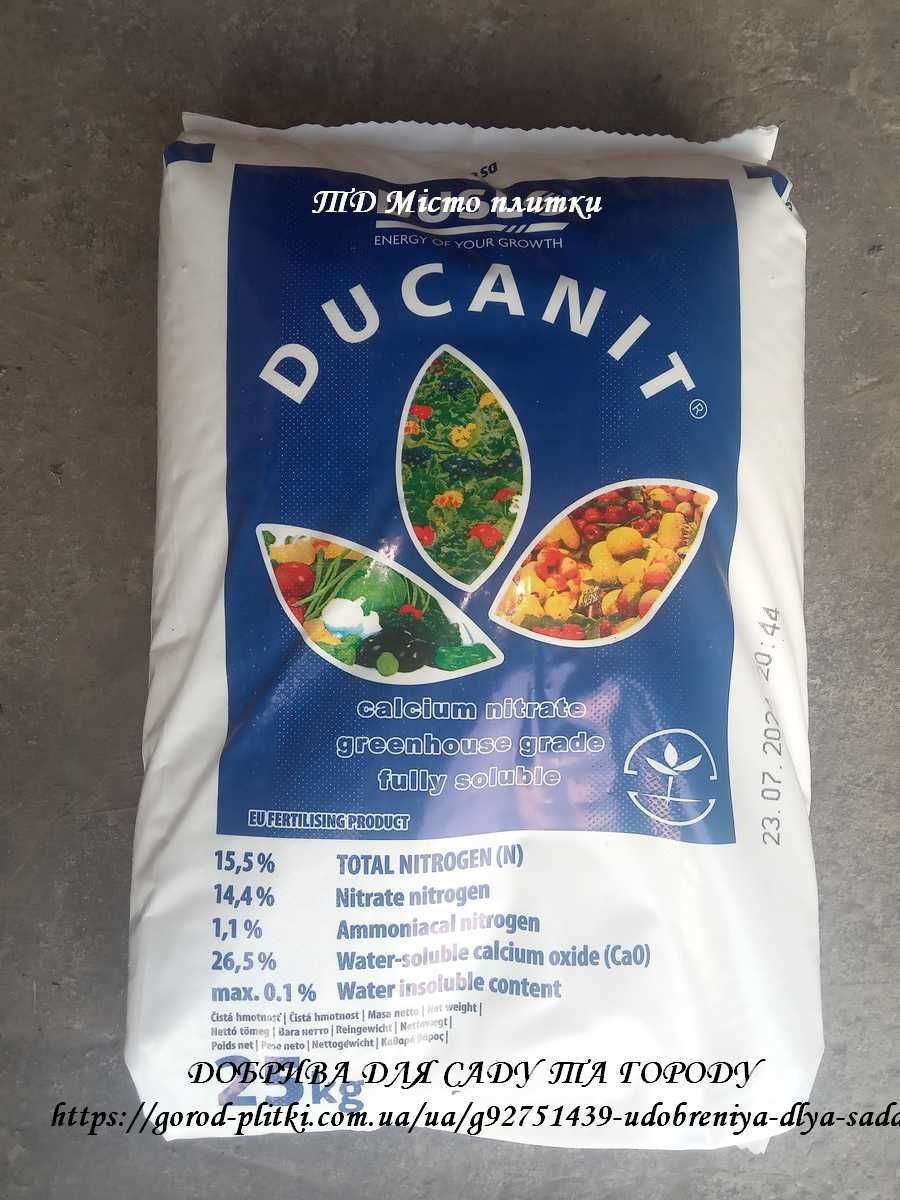 ТД Місто плитки
ENERGY OF YOUR GROWTH
DUCANIT®
calcium nitrate
greenhouse grade
fully soluble
EU FERTILISING PRODUCT
23.07.202 20:44
15,5 % TOTAL NITROGEN (N)
14,4 % Nitrate nitrogen
1,1 % Ammoniacal nitrogen
26,5 % Water-soluble calcium oxide (CaO)
max. 0.1 % Water insoluble content
Čistá hmotnosť | Čistá hmotnost | Masa netto | Net weight |
Nettó tömeg | Вага нетто | Reingewicht | Nettovægt |
Poids net | Peso neto | Nettogewicht | Καθαρό βάρος |
25 kg
ДОБРИВА ДЛЯ САДУ ТА ГОРОДУ
https://gorod-plitki.com.ua/ua/g92751439-udobreniya-dlya-sada